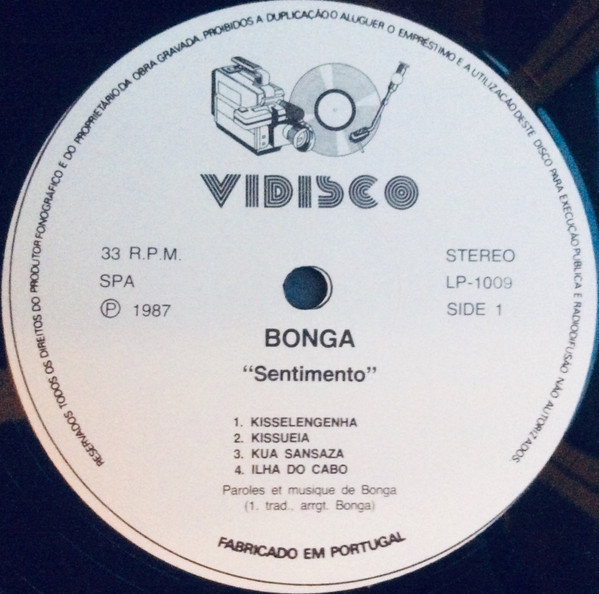 RESERVADOS TODOS OS DIREITOS DO PRODUTOR FONOGRÁFICO E DO PROPRIETÁRIO DA OBRA GRAVADA. PROIBIDOS A DUPLICAÇÃO O ALUGUER O EMPRÉSTIMO E A UTILIZAÇÃO DESTE DISCO PARA EXECUÇÃO PUBLICA E RADIODIFUSÃO NÃO AUTORIZADOS
VIDISCO
33 R.P.M.
SPA
Ⓟ 1987
STEREO
LP-1009
SIDE 1
BONGA
“Sentimento”
1. KISSELENGENHA
2. KISSUEIA
3. KUA SANSAZA
4. ILHA DO CABO
Paroles et musique de Bonga
(1. trad., arrgt. Bonga)
FABRICADO EM PORTUGAL